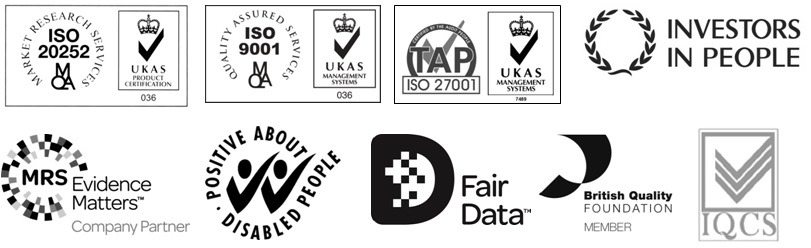 MARKET RESEARCH SERVICES
ISO
20252
MQA
UKAS
PRODUCT
CERTIFICATION
036
QUALITY ASSURED SERVICES
ISO
9001
MQA
UKAS
MANAGEMENT
SYSTEMS
036
TAP
ISO 27001
UKAS
MANAGEMENT
SYSTEMS
7489
INVESTORS
IN PEOPLE
MRS
Evidence
Matters™
Company Partner
POSITIVE ABOUT
DISABLED PEOPLE
Fair
Data™
British Quality
FOUNDATION
MEMBER
IQCS